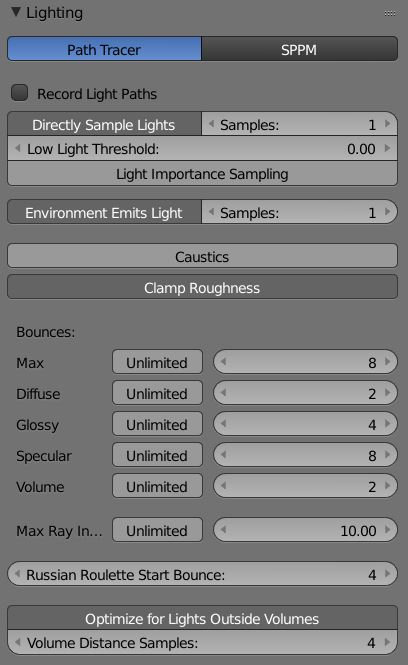 Lighting
Path Tracer SPPM
Record Light Paths
Directly Sample Lights Samples: 1
Low Light Threshold: 0.00
Light Importance Sampling
Environment Emits Light Samples: 1
Caustics
Clamp Roughness
Bounces:
Max Unlimited 8
Diffuse Unlimited 2
Glossy Unlimited 4
Specular Unlimited 8
Volume Unlimited 2
Max Ray In... Unlimited 10.00
Russian Roulette Start Bounce: 4
Optimize for Lights Outside Volumes
Volume Distance Samples: 4